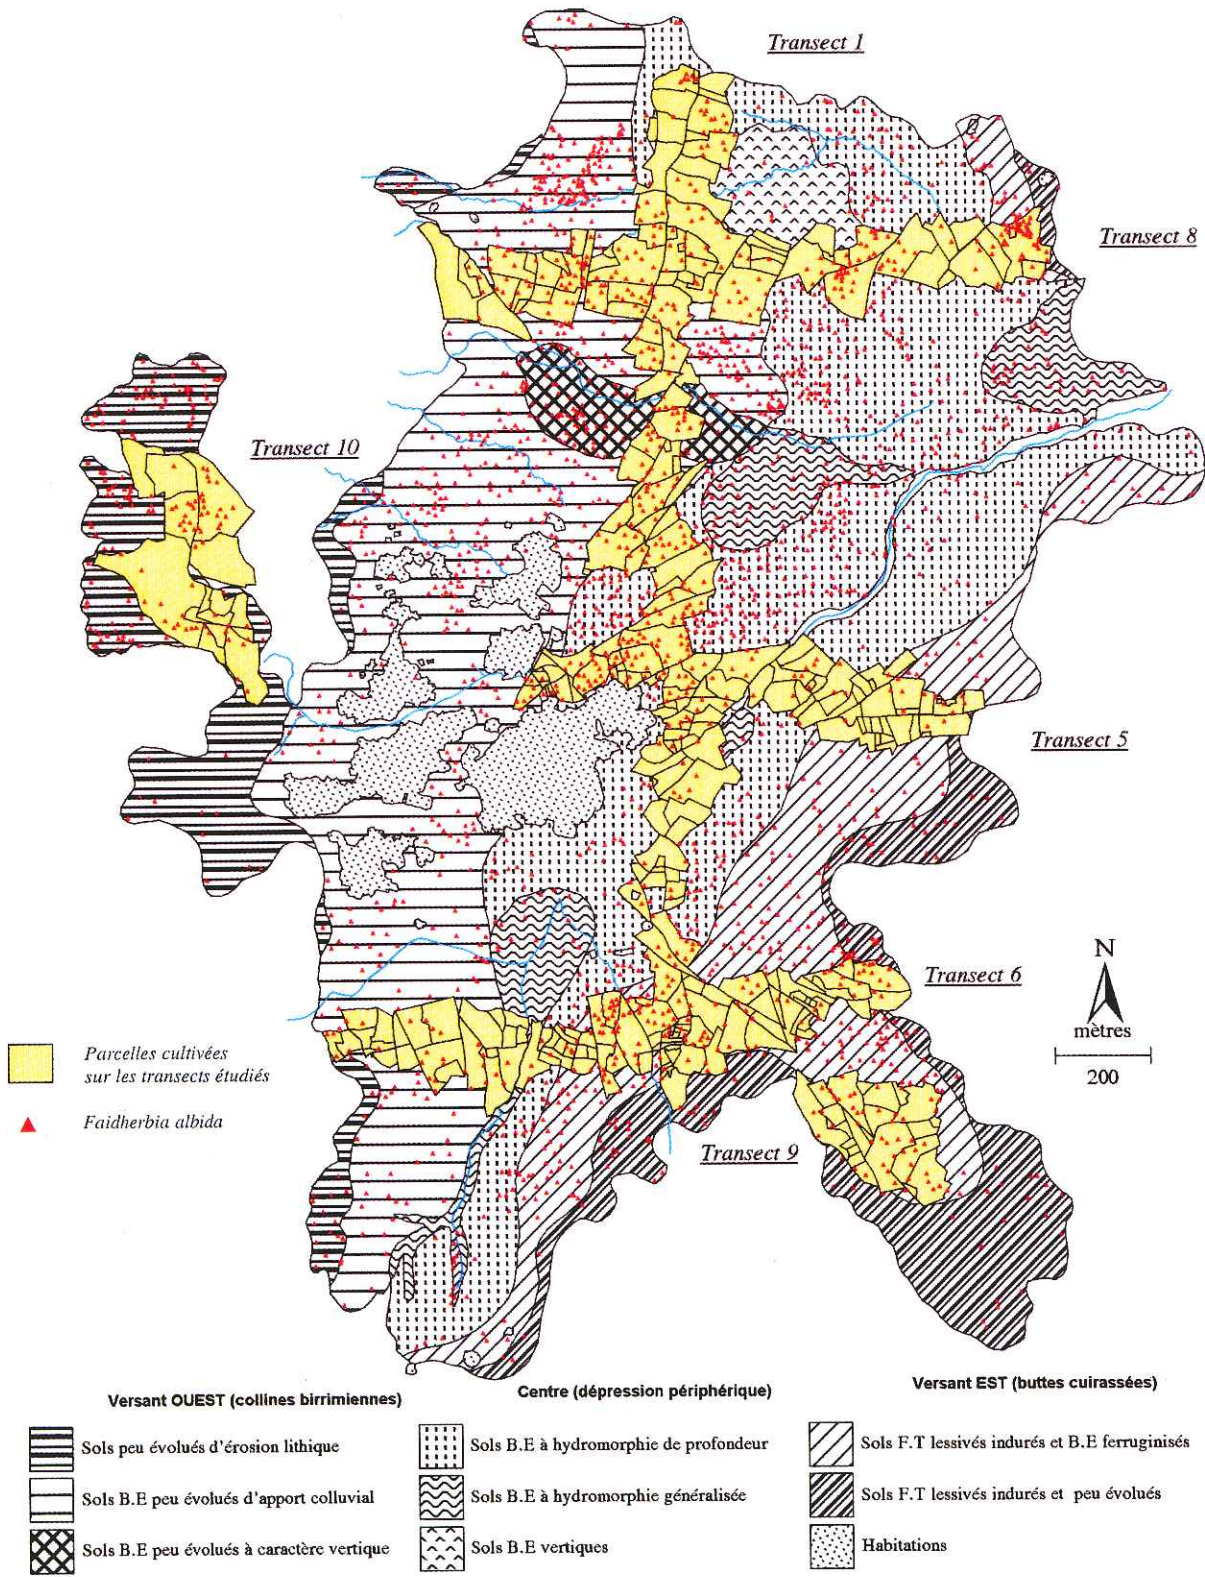 Transect 1
Transect 8
Transect 10
Transect 5
Transect 6
N
mètres
200
Parcelles cultivées
sur les transects étudiés
Faidherbia albida
Transect 9
Versant OUEST (collines birrimiennes)
Centre (dépression périphérique)
Versant EST (buttes cuirassées)
Sols peu évolués d'érosion lithique
Sols B.E à hydromorphie de profondeur
Sols F.T lessivés indurés et B.E ferruginisés
Sols B.E peu évolués d'apport colluvial
Sols B.E à hydromorphie généralisée
Sols F.T lessivés indurés et peu évolués
Sols B.E peu évolués à caractère vertique
Sols B.E vertiques
Habitations